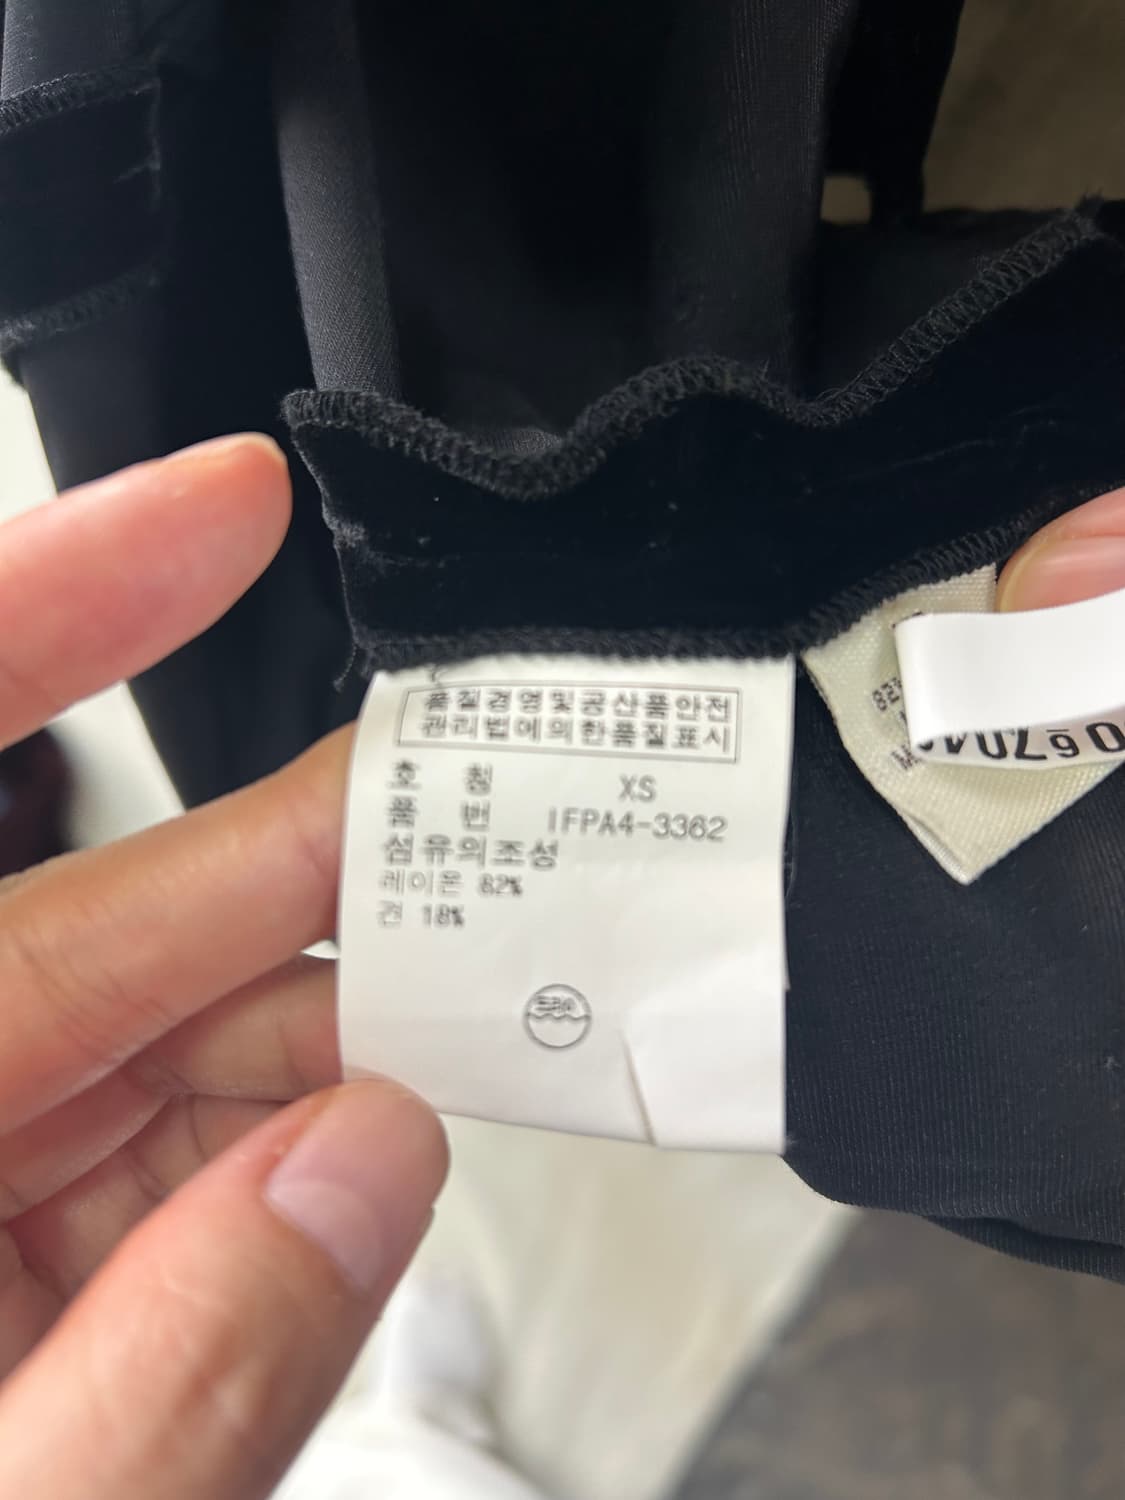 품질경영및공산품안전
관리법에의한품질표시
호 칭 XS
품 번 IFPA4-3362
섬유의조성
레이온 82%
견 18%